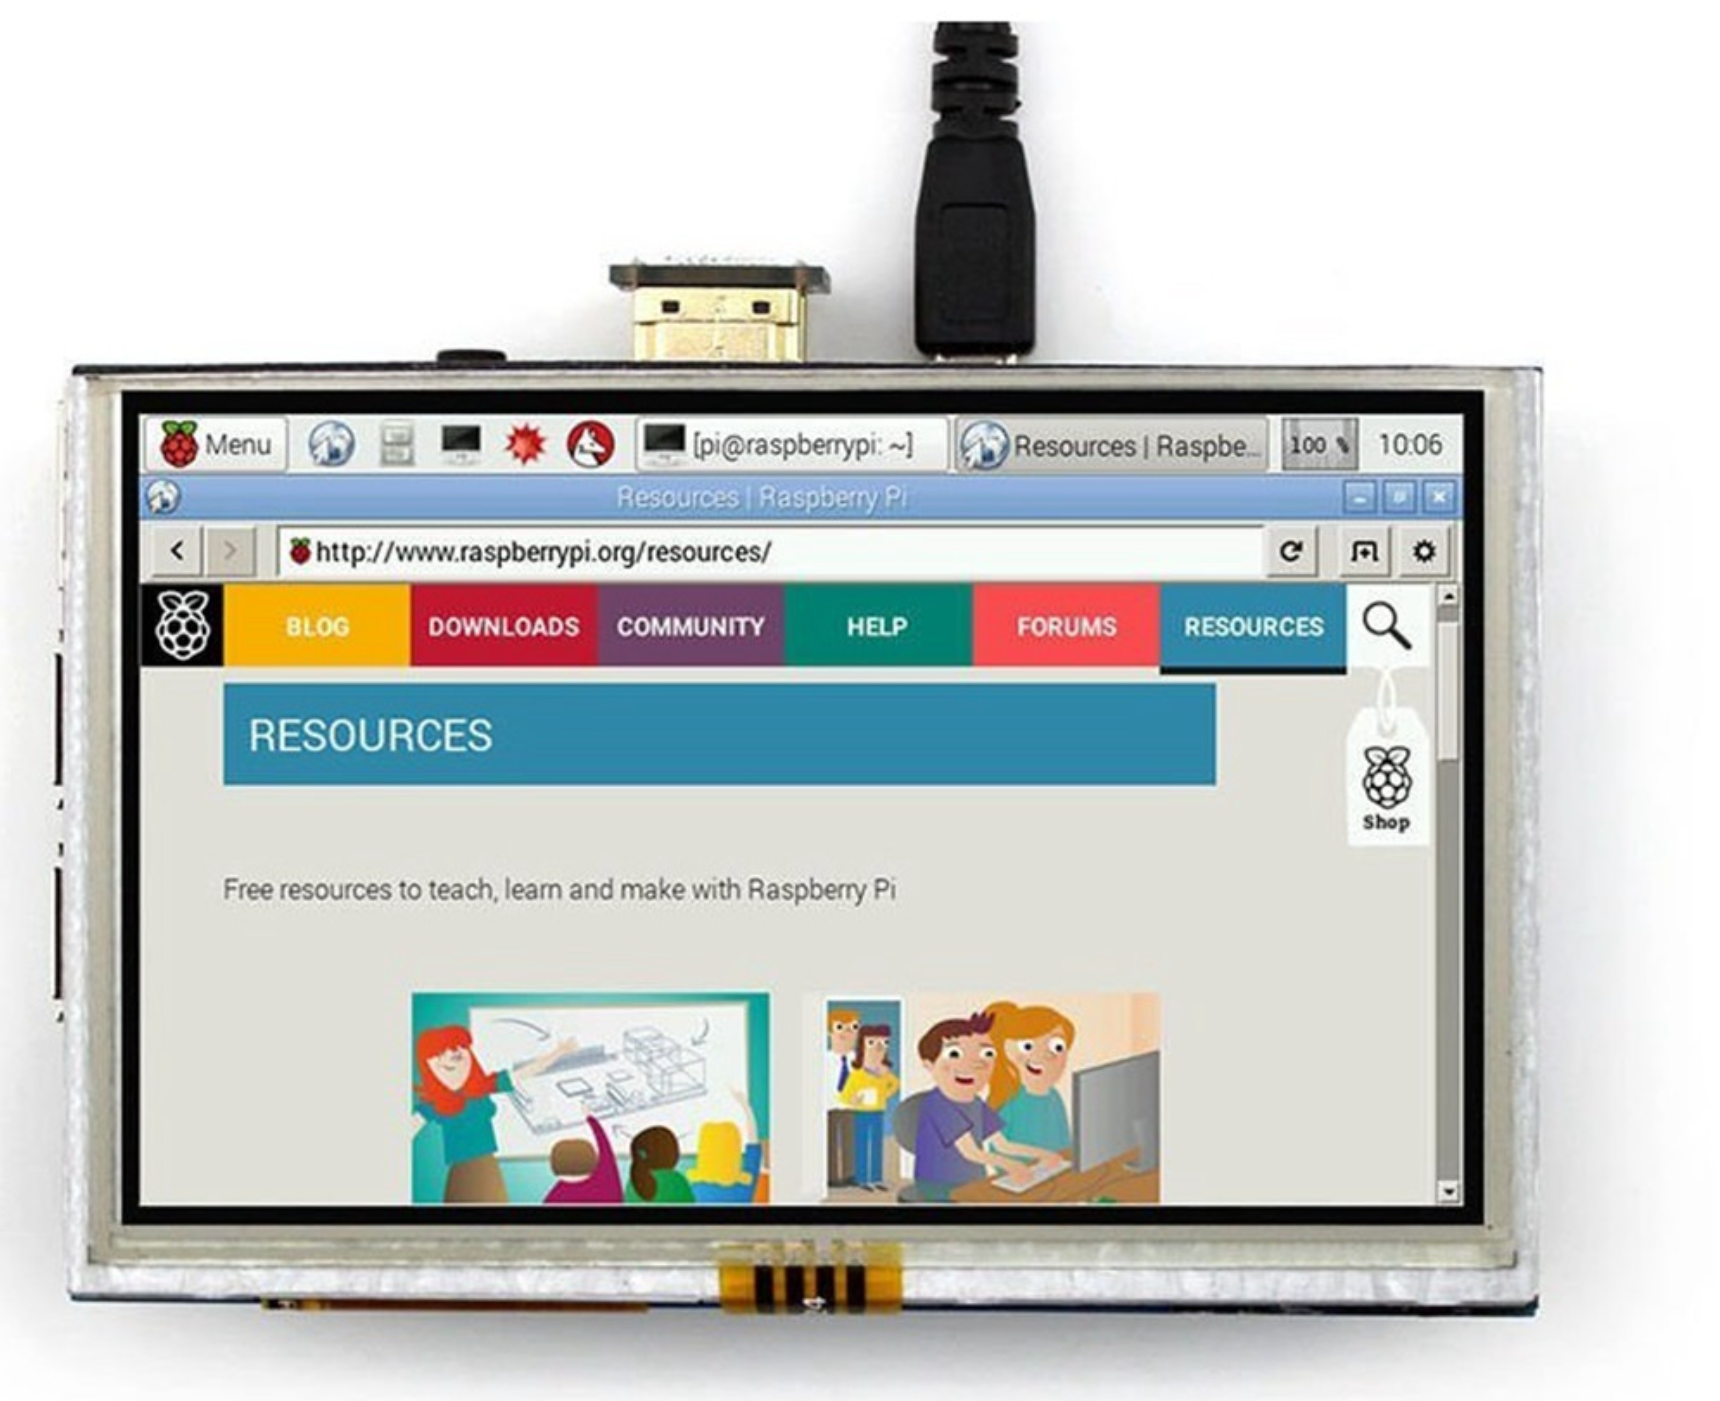 Menu [pi@raspberrypi: ~] Resources | Raspbe... 100 % 10:06
Resources | Raspberry Pi
http://www.raspberrypi.org/resources/
BLOG DOWNLOADS COMMUNITY HELP FORUMS RESOURCES
RESOURCES
Shop
Free resources to teach, learn and make with Raspberry Pi